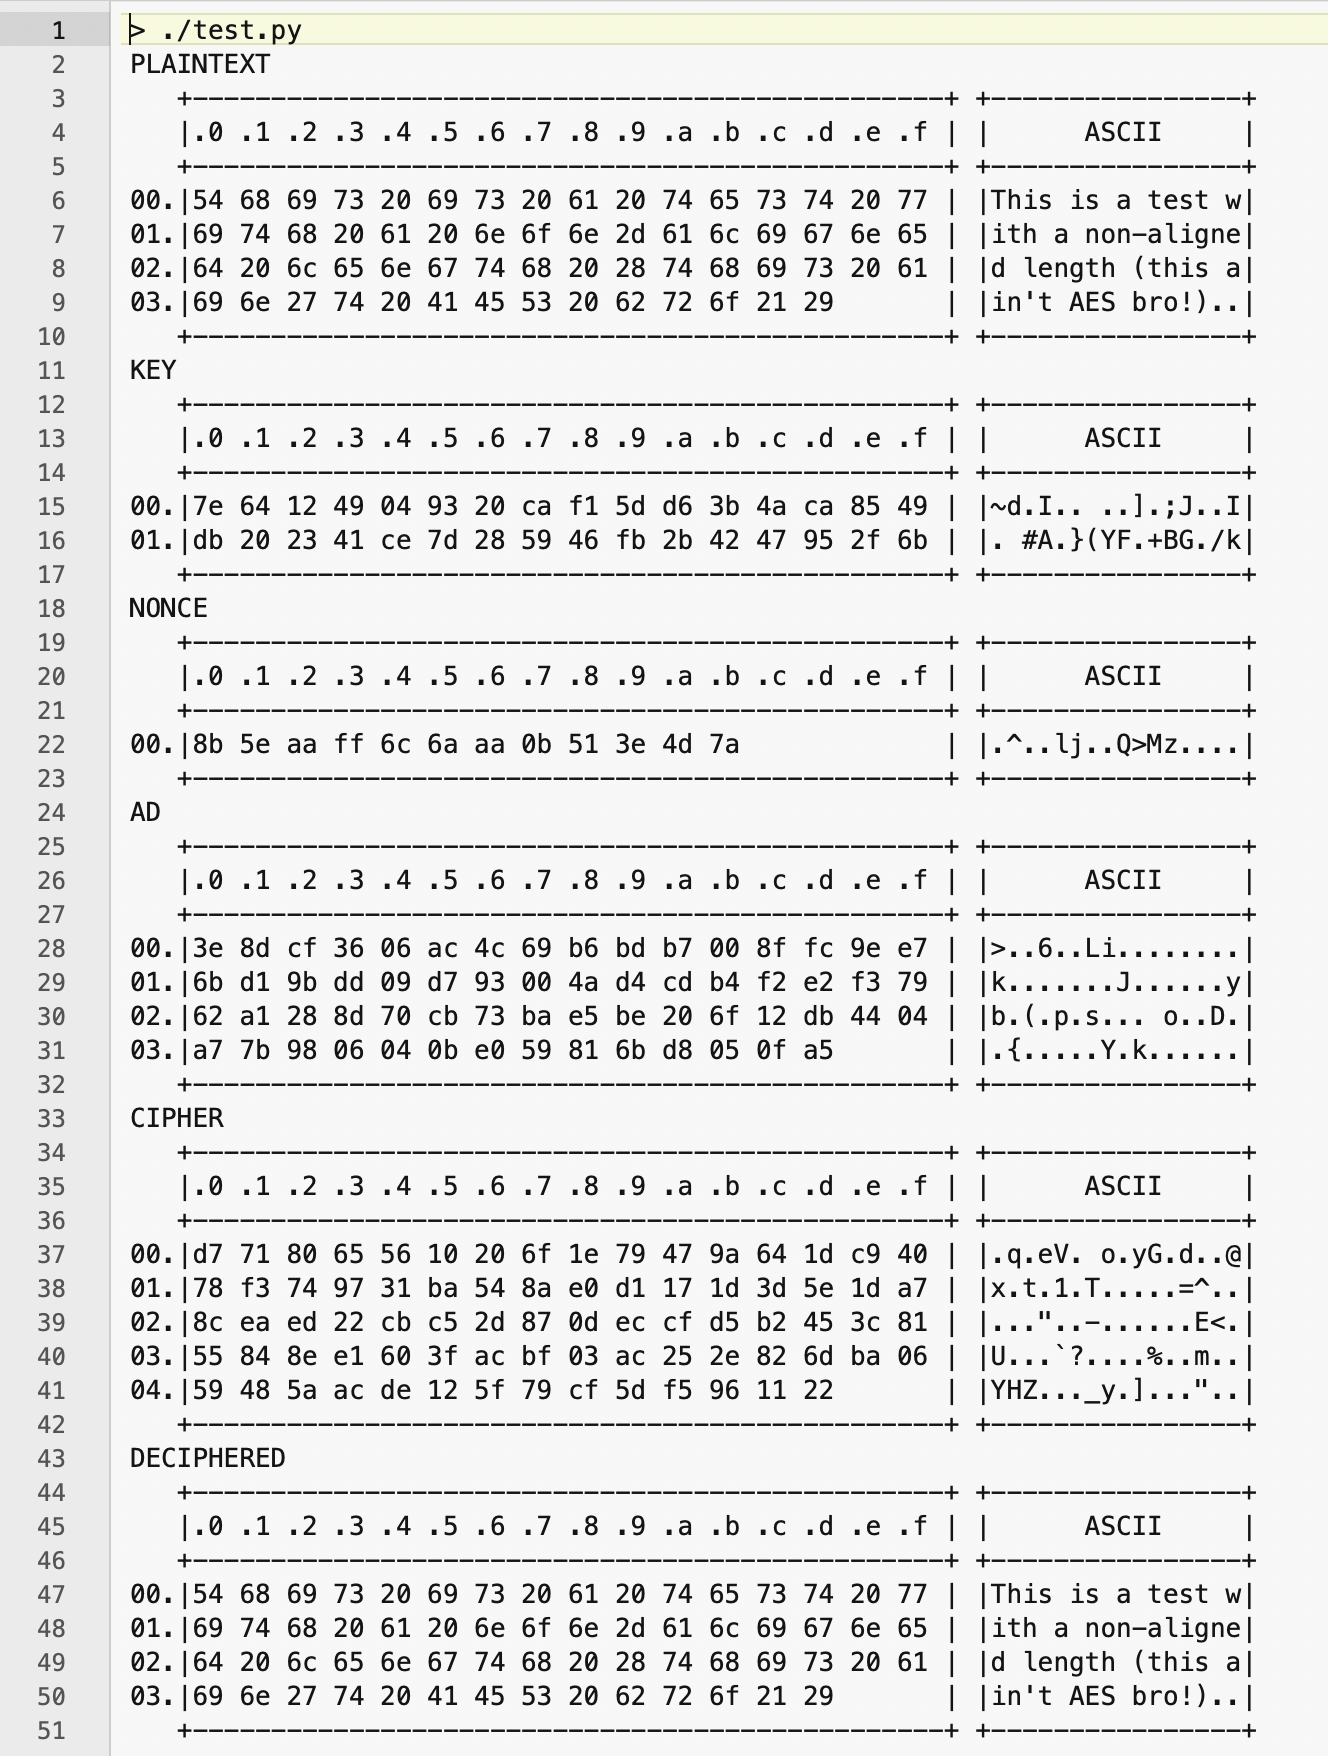 1 > ./test.py
2 PLAINTEXT
3    +------------------------------------------------+ +----------------+
4    |.0 .1 .2 .3 .4 .5 .6 .7 .8 .9 .a .b .c .d .e .f | |      ASCII     |
5    +------------------------------------------------+ +----------------+
6 00.|54 68 69 73 20 69 73 20 61 20 74 65 73 74 20 77 | |This is a test w|
7 01.|69 74 68 20 61 20 6e 6f 6e 2d 61 6c 69 67 6e 65 | |ith a non-aligne|
8 02.|64 20 6c 65 6e 67 74 68 20 28 74 68 69 73 20 61 | |d length (this a|
9 03.|69 6e 27 74 20 41 45 53 20 62 72 6f 21 29       | |in't AES bro!)..|
10    +------------------------------------------------+ +----------------+
11 KEY
12    +------------------------------------------------+ +----------------+
13    |.0 .1 .2 .3 .4 .5 .6 .7 .8 .9 .a .b .c .d .e .f | |      ASCII     |
14    +------------------------------------------------+ +----------------+
15 00.|7e 64 12 49 04 93 20 ca f1 5d d6 3b 4a ca 85 49 | |~d.I.. ..].;J..I|
16 01.|db 20 23 41 ce 7d 28 59 46 fb 2b 42 47 95 2f 6b | |. #A.}(YF.+BG./k|
17    +------------------------------------------------+ +----------------+
18 NONCE
19    +------------------------------------------------+ +----------------+
20    |.0 .1 .2 .3 .4 .5 .6 .7 .8 .9 .a .b .c .d .e .f | |      ASCII     |
21    +------------------------------------------------+ +----------------+
22 00.|8b 5e aa ff 6c 6a aa 0b 51 3e 4d 7a             | |.^..lj..Q>Mz....|
23    +------------------------------------------------+ +----------------+
24 AD
25    +------------------------------------------------+ +----------------+
26    |.0 .1 .2 .3 .4 .5 .6 .7 .8 .9 .a .b .c .d .e .f | |      ASCII     |
27    +------------------------------------------------+ +----------------+
28 00.|3e 8d cf 36 06 ac 4c 69 b6 bd b7 00 8f fc 9e e7 | |>..6..Li........|
29 01.|6b d1 9b dd 09 d7 93 00 4a d4 cd b4 f2 e2 f3 79 | |k.......J......y|
30 02.|62 a1 28 8d 70 cb 73 ba e5 be 20 6f 12 db 44 04 | |b.(.p.s... o..D.|
31 03.|a7 7b 98 06 04 0b e0 59 81 6b d8 05 0f a5       | |.{.....Y.k......|
32    +------------------------------------------------+ +----------------+
33 CIPHER
34    +------------------------------------------------+ +----------------+
35    |.0 .1 .2 .3 .4 .5 .6 .7 .8 .9 .a .b .c .d .e .f | |      ASCII     |
36    +------------------------------------------------+ +----------------+
37 00.|d7 71 80 65 56 10 20 6f 1e 79 47 9a 64 1d c9 40 | |.q.eV. o.yG.d..@|
38 01.|78 f3 74 97 31 ba 54 8a e0 d1 17 1d 3d 5e 1d a7 | |x.t.1.T.....=^..|
39 02.|8c ea ed 22 cb c5 2d 87 0d ec cf d5 b2 45 3c 81 | |..."..-......E<.|
40 03.|55 84 8e e1 60 3f ac bf 03 ac 25 2e 82 6d ba 06 | |U...`?....%..m..|
41 04.|59 48 5a ac de 12 5f 79 cf 5d f5 96 11 22       | |YHZ..._y.]..."..|
42    +------------------------------------------------+ +----------------+
43 DECIPHERED
44    +------------------------------------------------+ +----------------+
45    |.0 .1 .2 .3 .4 .5 .6 .7 .8 .9 .a .b .c .d .e .f | |      ASCII     |
46    +------------------------------------------------+ +----------------+
47 00.|54 68 69 73 20 69 73 20 61 20 74 65 73 74 20 77 | |This is a test w|
48 01.|69 74 68 20 61 20 6e 6f 6e 2d 61 6c 69 67 6e 65 | |ith a non-aligne|
49 02.|64 20 6c 65 6e 67 74 68 20 28 74 68 69 73 20 61 | |d length (this a|
50 03.|69 6e 27 74 20 41 45 53 20 62 72 6f 21 29       | |in't AES bro!)..|
51    +------------------------------------------------+ +----------------+